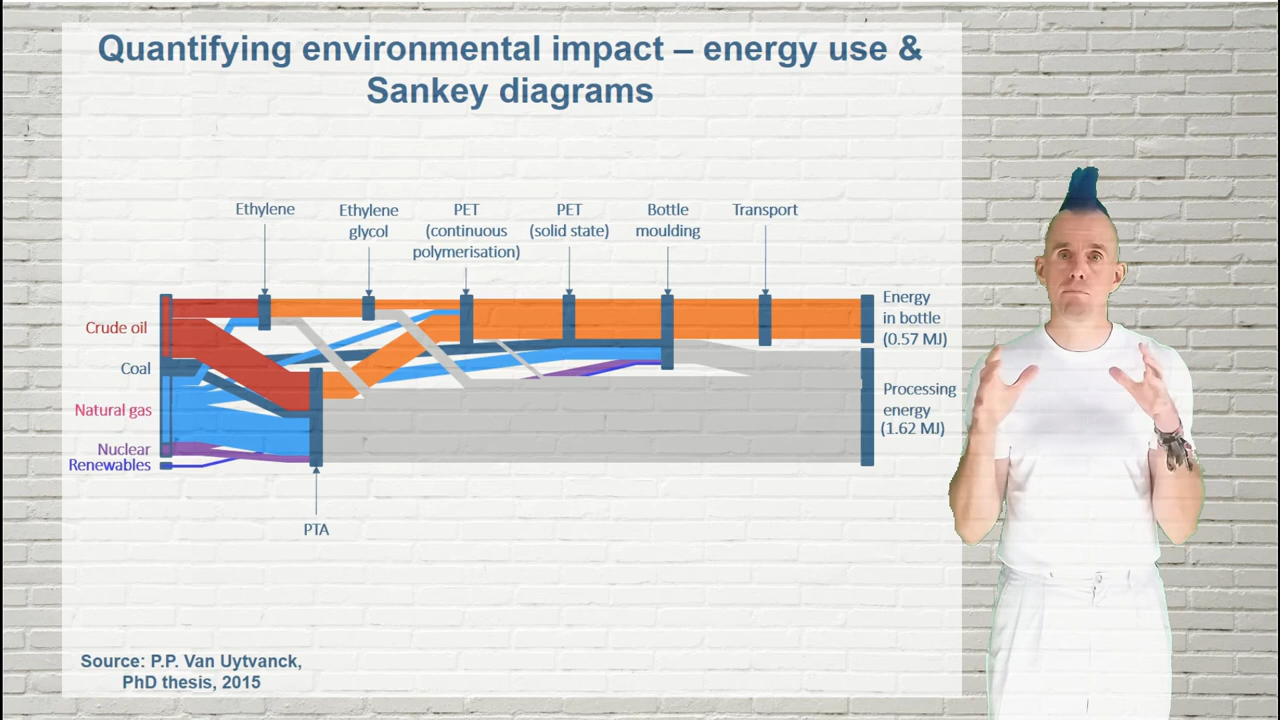 Quantifying environmental impact – energy use &
Sankey diagrams
Ethylene
Ethylene
glycol
PET
(continuous
polymerisation)
PET
(solid state)
Bottle
moulding
Transport
Crude oil
Coal
Natural gas
Nuclear
Renewables
Energy
in bottle
(0.57 MJ)
Processing
energy
(1.62 MJ)
PTA
Source: P.P. Van Uytvanck,
PhD thesis, 2015